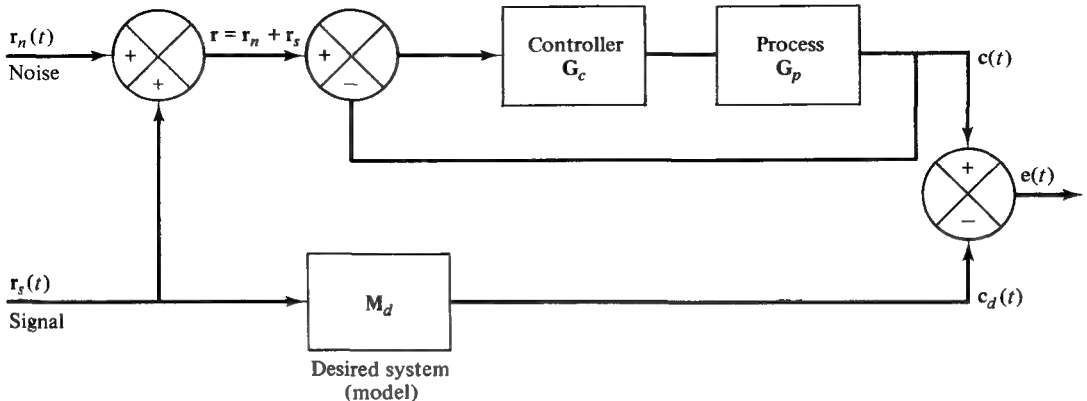 r_n(t)
Noise
+
+
r = r_n + r_s
+
−
Controller
G_c
Process
G_p
c(t)
+
−
e(t)
r_s(t)
Signal
M_d
c_d(t)
Desired system
(model)